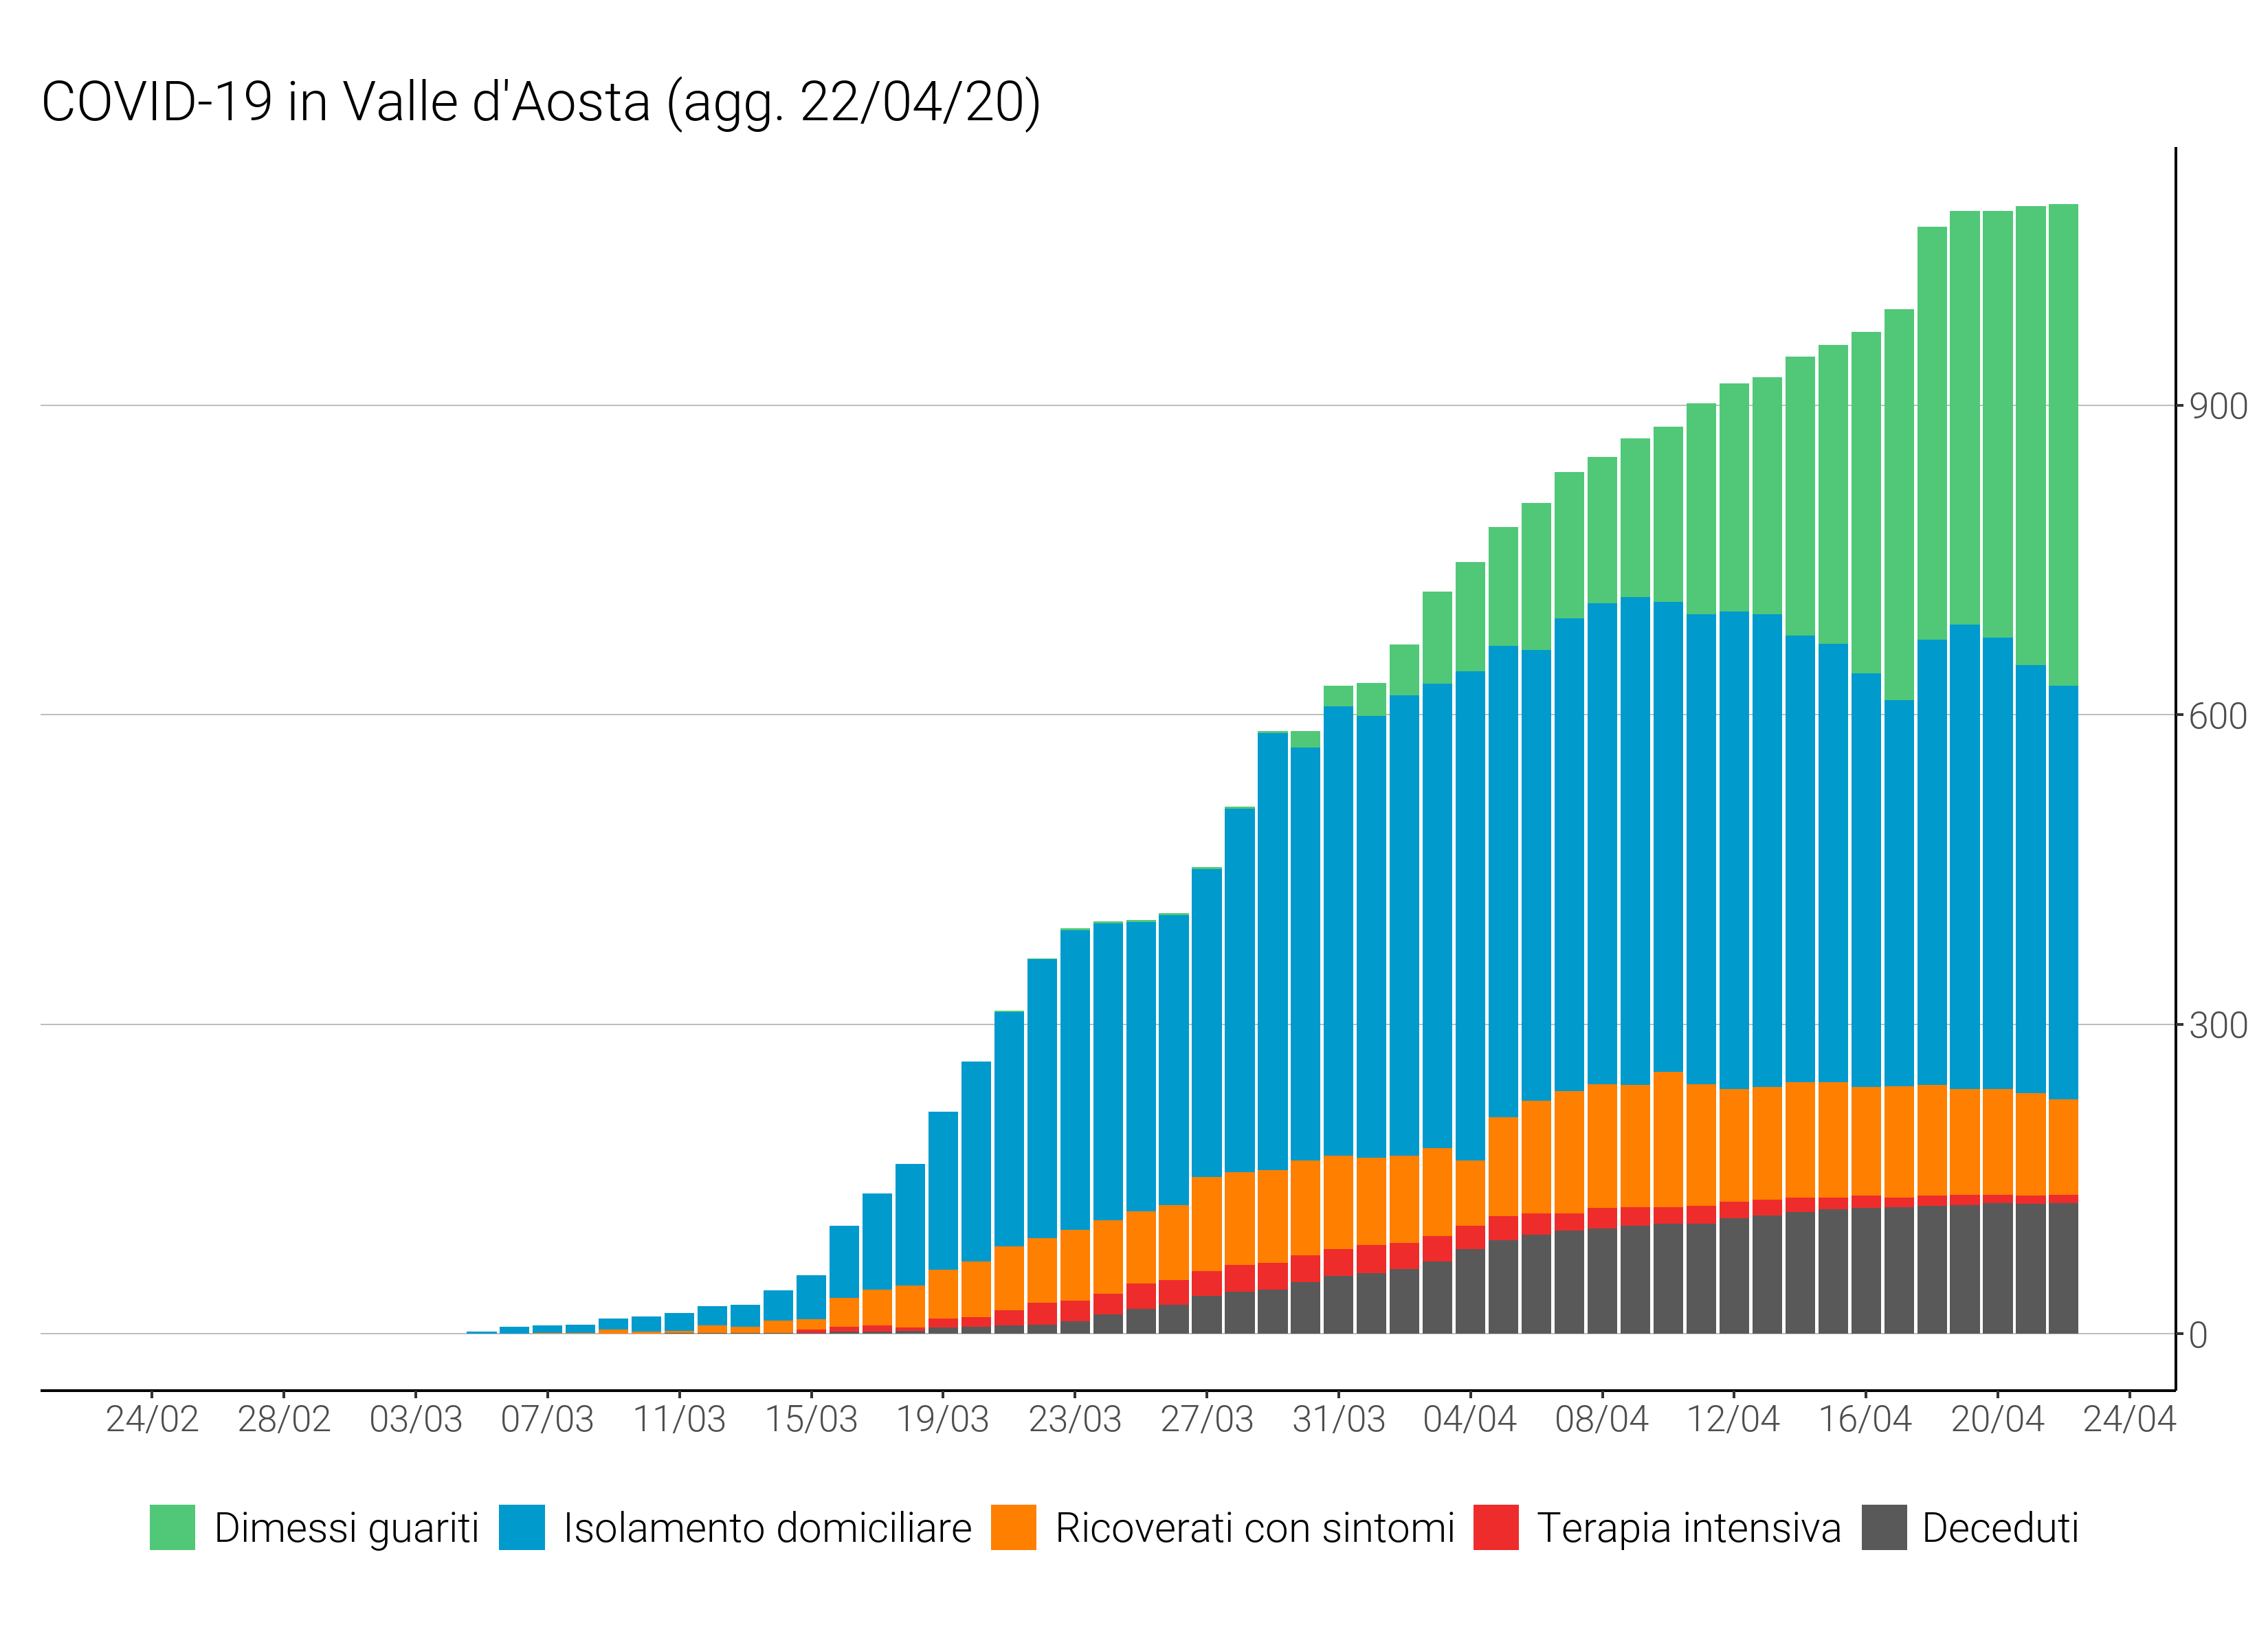 COVID-19 in Valle d'Aosta (agg. 22/04/20)
900
600
300
0
24/02 28/02 03/03 07/03 11/03 15/03 19/03 23/03 27/03 31/03 04/04 08/04 12/04 16/04 20/04 24/04
Dimessi guariti Isolamento domiciliare Ricoverati con sintomi Terapia intensiva Deceduti